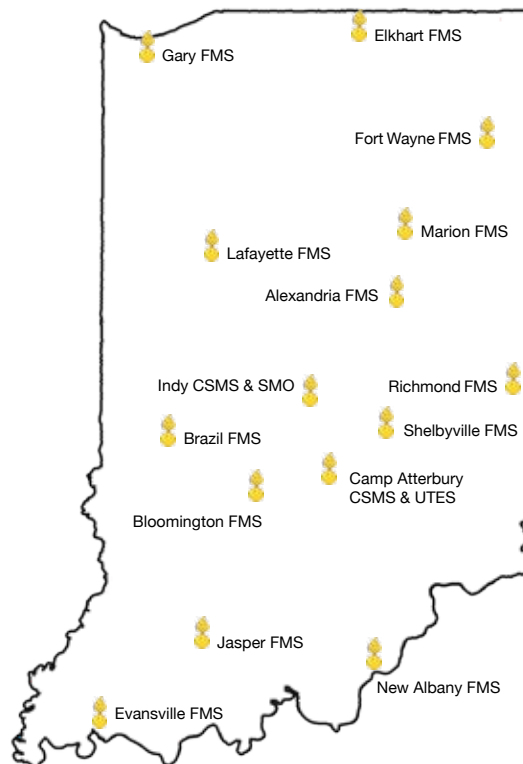 Elkhart FMS
Gary FMS
Fort Wayne FMS
Marion FMS
Lafayette FMS
Alexandria FMS
Indy CSMS & SMO
Richmond FMS
Shelbyville FMS
Brazil FMS
Camp Atterbury
CSMS & UTES
Bloomington FMS
Jasper FMS
New Albany FMS
Evansville FMS